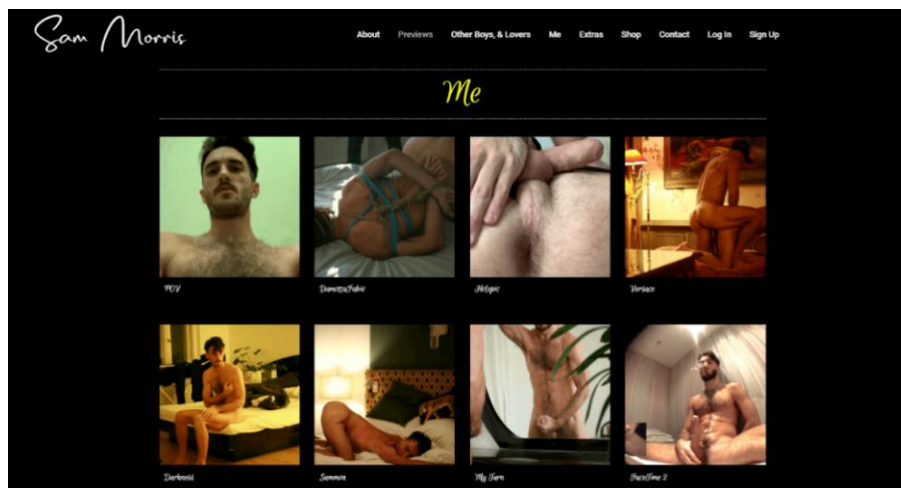 Sam Morris
About Previews Other Boys, & Lovers Me Extras Shop Contact Log In Sign Up
Me
POV
Versace
Darkness
Summon
My Turn
FaceTime 2